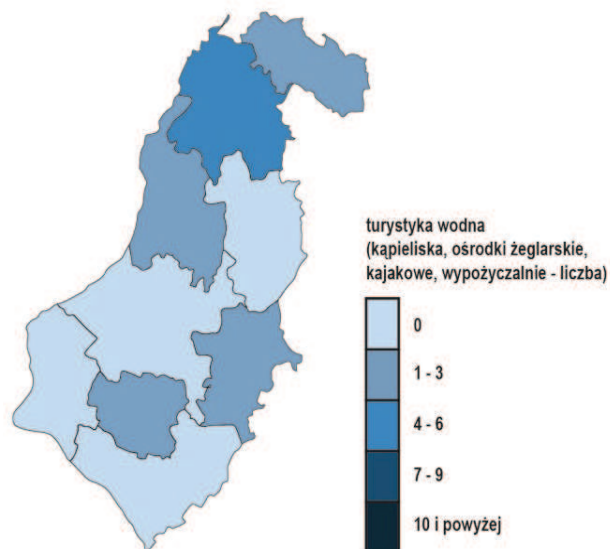 turystyka wodna
(kąpieliska, ośrodki żeglarskie,
kajakowe, wypożyczalnie - liczba)
0
1 - 3
4 - 6
7 - 9
10 i powyżej